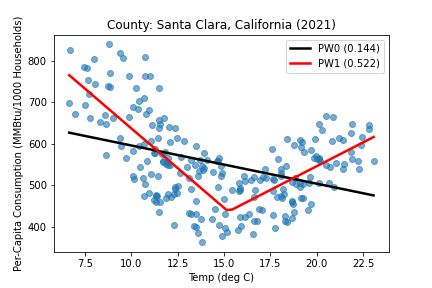 County: Santa Clara, California (2021)
Per-Capita Consumption (MMBtu/1000 Households)
800
700
600
500
400
PW0 (0.144)
PW1 (0.522)
7.5 10.0 12.5 15.0 17.5 20.0 22.5
Temp (deg C)